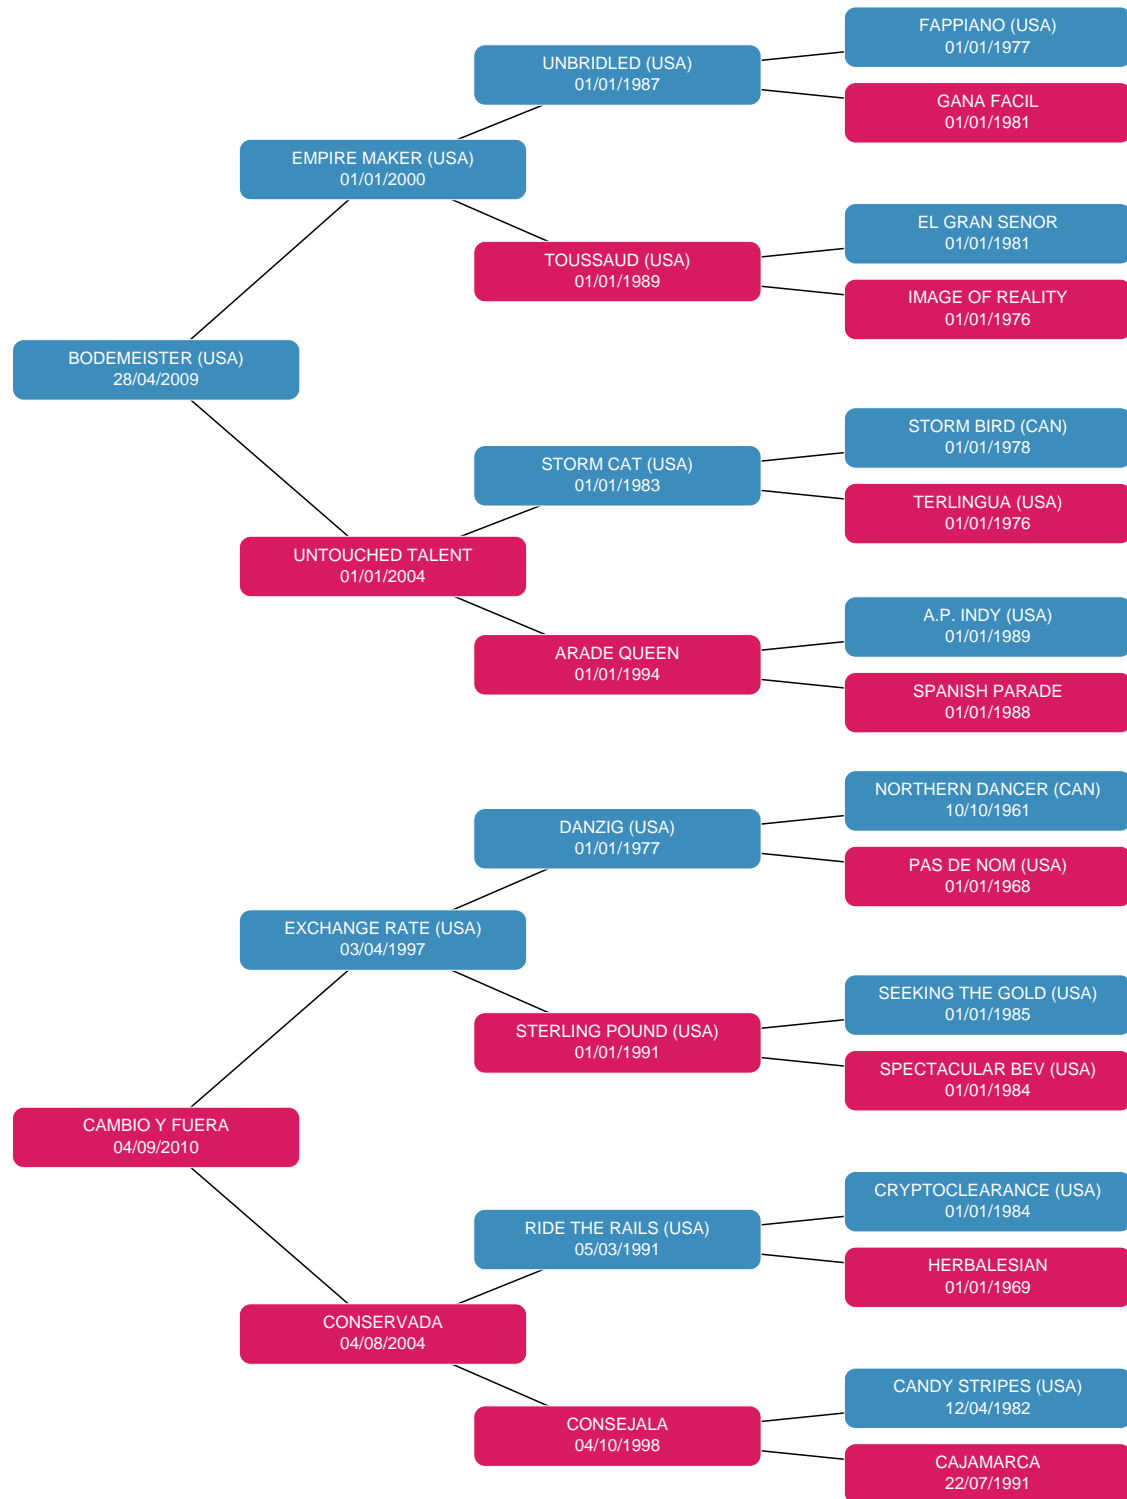 FAPPIANO (USA)
01/01/1977
UNBRIDLED (USA)
01/01/1987
GANA FACIL
01/01/1981
EMPIRE MAKER (USA)
01/01/2000
EL GRAN SENOR
01/01/1981
TOUSSAUD (USA)
01/01/1989
IMAGE OF REALITY
01/01/1976
BODEMEISTER (USA)
28/04/2009
STORM BIRD (CAN)
01/01/1978
STORM CAT (USA)
01/01/1983
TERLINGUA (USA)
01/01/1976
UNTOUCHED TALENT
01/01/2004
A.P. INDY (USA)
01/01/1989
ARADE QUEEN
01/01/1994
SPANISH PARADE
01/01/1988
NORTHERN DANCER (CAN)
10/10/1961
DANZIG (USA)
01/01/1977
PAS DE NOM (USA)
01/01/1968
EXCHANGE RATE (USA)
03/04/1997
SEEKING THE GOLD (USA)
01/01/1985
STERLING POUND (USA)
01/01/1991
SPECTACULAR BEV (USA)
01/01/1984
CAMBIO Y FUERA
04/09/2010
CRYPTOCLEARANCE (USA)
01/01/1984
RIDE THE RAILS (USA)
05/03/1991
HERBALESIAN
01/01/1969
CONSERVADA
04/08/2004
CANDY STRIPES (USA)
12/04/1982
CONSEJALA
04/10/1998
CAJAMARCA
22/07/1991